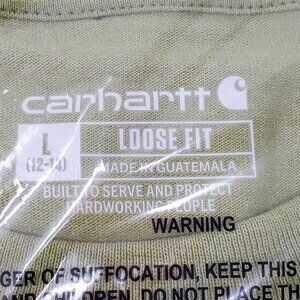 carhartt
L
(12-14)
LOOSE FIT
MADE IN GUATEMALA
BUILT TO SERVE AND PROTECT
HARDWORKING PEOPLE
WARNING
GER OF SUFFOCATION, KEEP THIS
AND CHILDREN. DO NOT PLACE TH